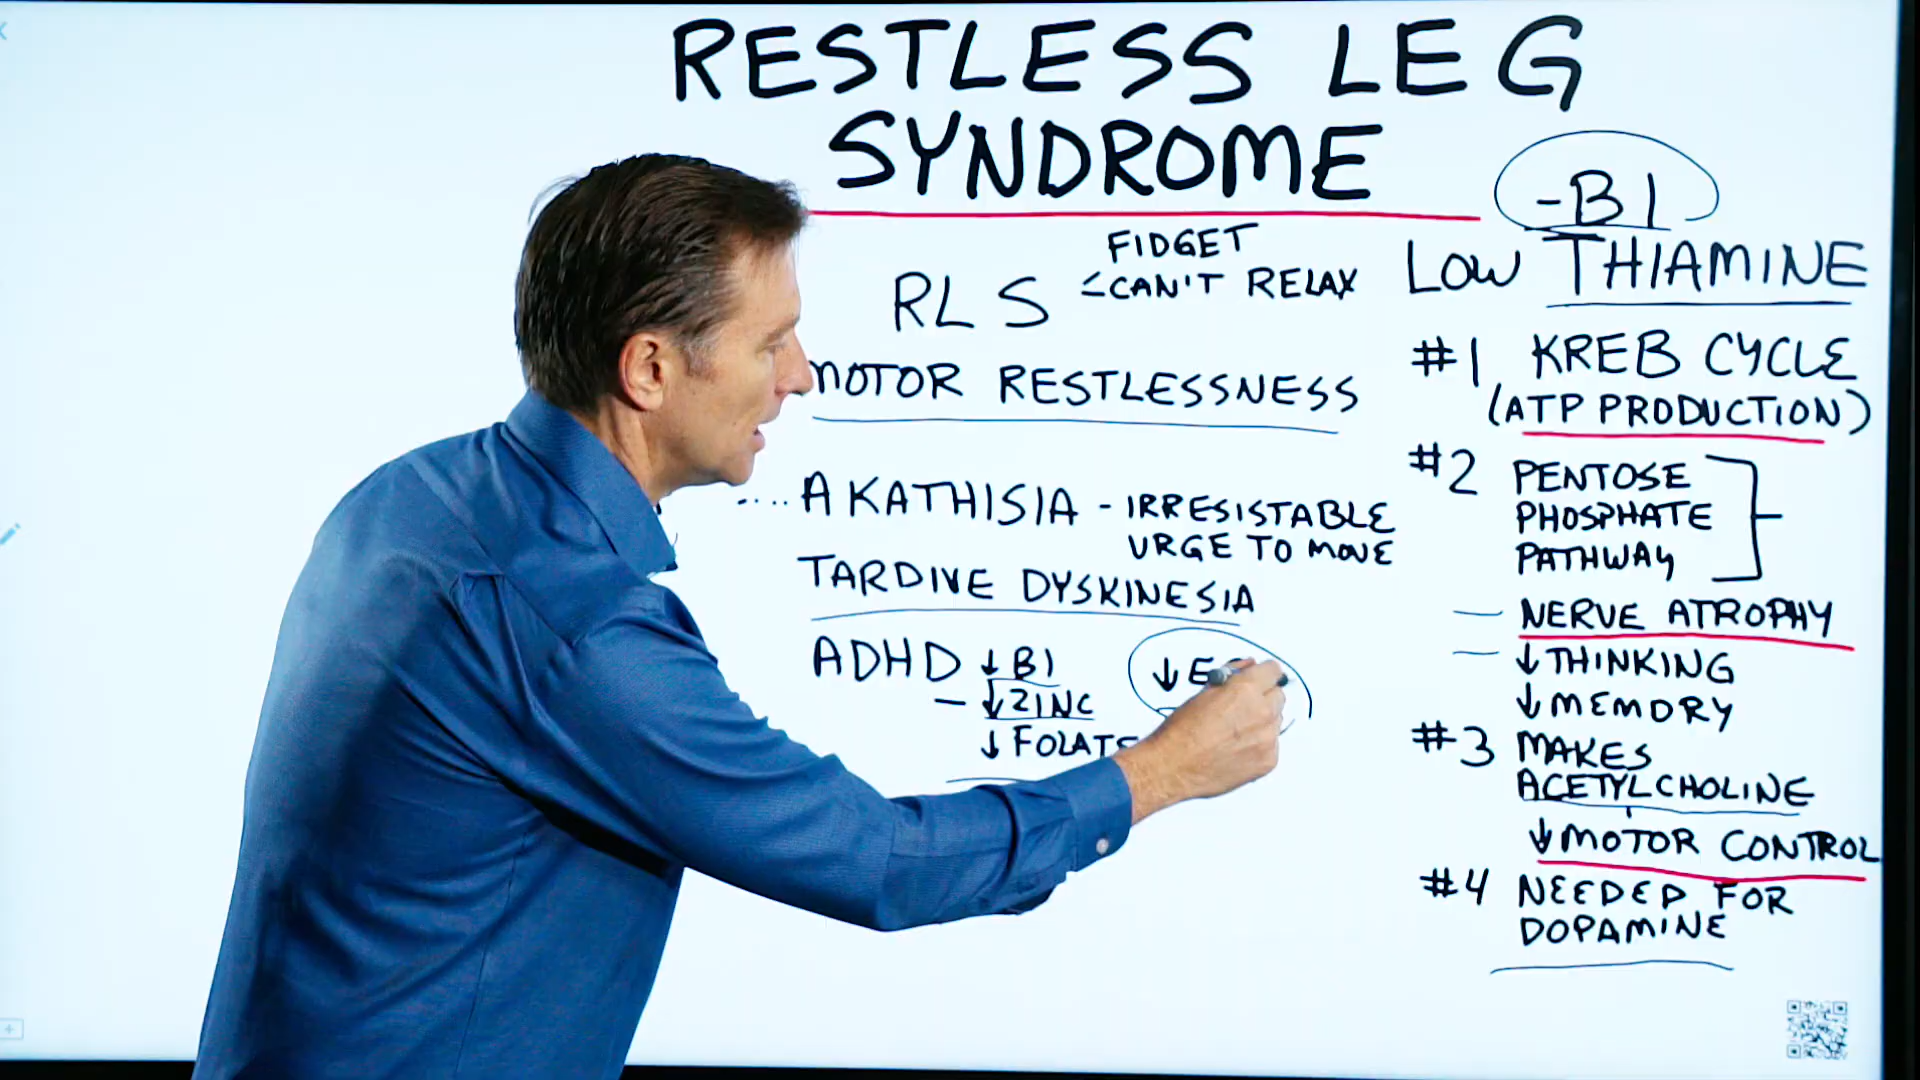 RESTLESS LEG
SYNDROME
FIDGET
RLS <CAN'T RELAX
MOTOR RESTLESSNESS
....AKATHISIA - IRRESISTABLE
URGE TO MOVE
TARDIVE DYSKINESIA
ADHD ↓B1
- ↓ZINC
↓FOLATE
-B1
LOW THIAMINE
#1 KREB CYCLE
(ATP PRODUCTION)
#2 PENTOSE
PHOSPHATE
PATHWAY
NERVE ATROPHY
↓THINKING
↓MEMORY
#3 MAKES
ACETYLCHOLINE
↓MOTOR CONTROL
#4 NEEDED FOR
DOPAMINE